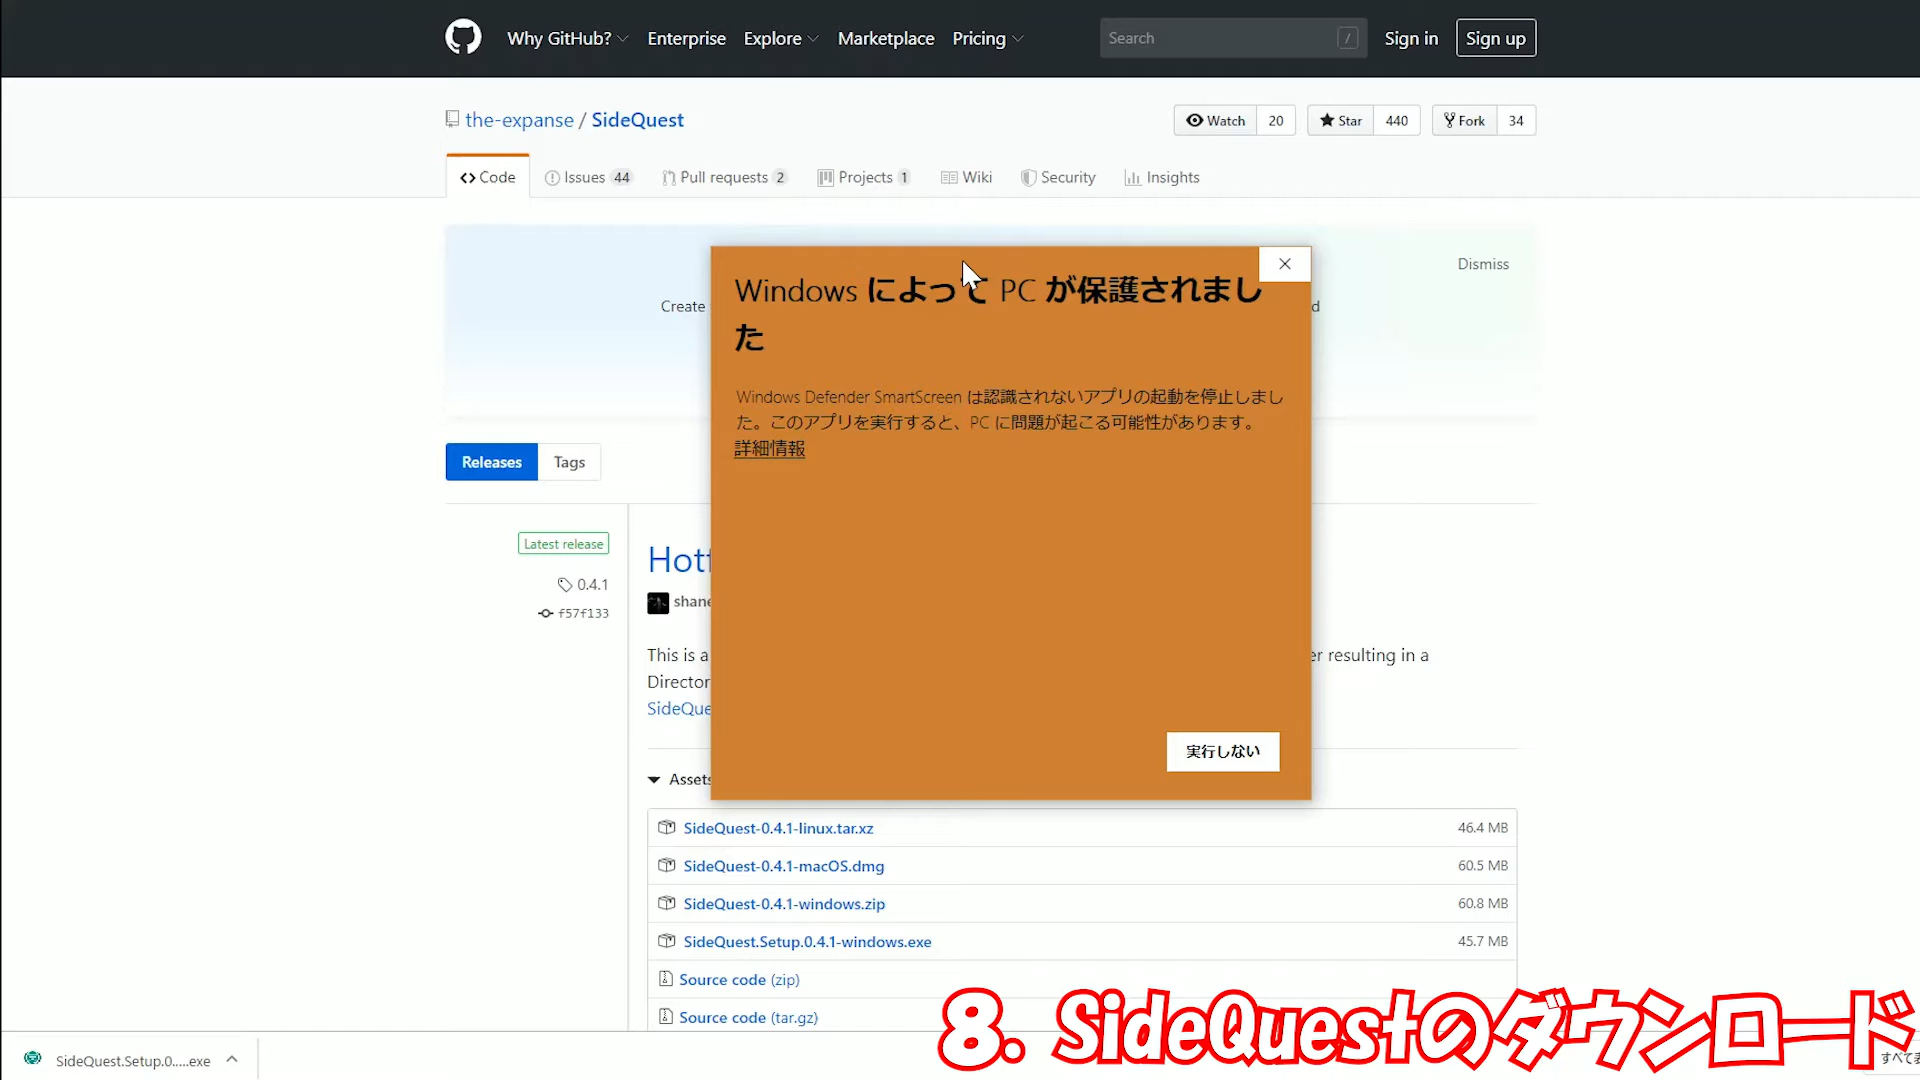 Why GitHub? Enterprise Explore Marketplace Pricing Search / Sign in Sign up
the-expanse / SideQuest Watch 20 Star 440 Fork 34
Code Issues 44 Pull requests 2 Projects 1 Wiki Security Insights
Dismiss
Create
Windows によって PC が保護されまし
た
Windows Defender SmartScreen は認識されないアプリの起動を停止しまし
た。このアプリを実行すると、PC に問題が起こる可能性があります。
詳細情報
実行しない
Releases Tags
Latest release
0.4.1
f57f133
This is a
resulting in a
Assets
SideQuest-0.4.1-linux.tar.xz 46.4 MB
SideQuest-0.4.1-macOS.dmg 60.5 MB
SideQuest-0.4.1-windows.zip 60.8 MB
SideQuest.Setup.0.4.1-windows.exe 45.7 MB
Source code (zip)
Source code (tar.gz)
8. SideQuestのダウンロード
SideQuest.Setup.0....exe